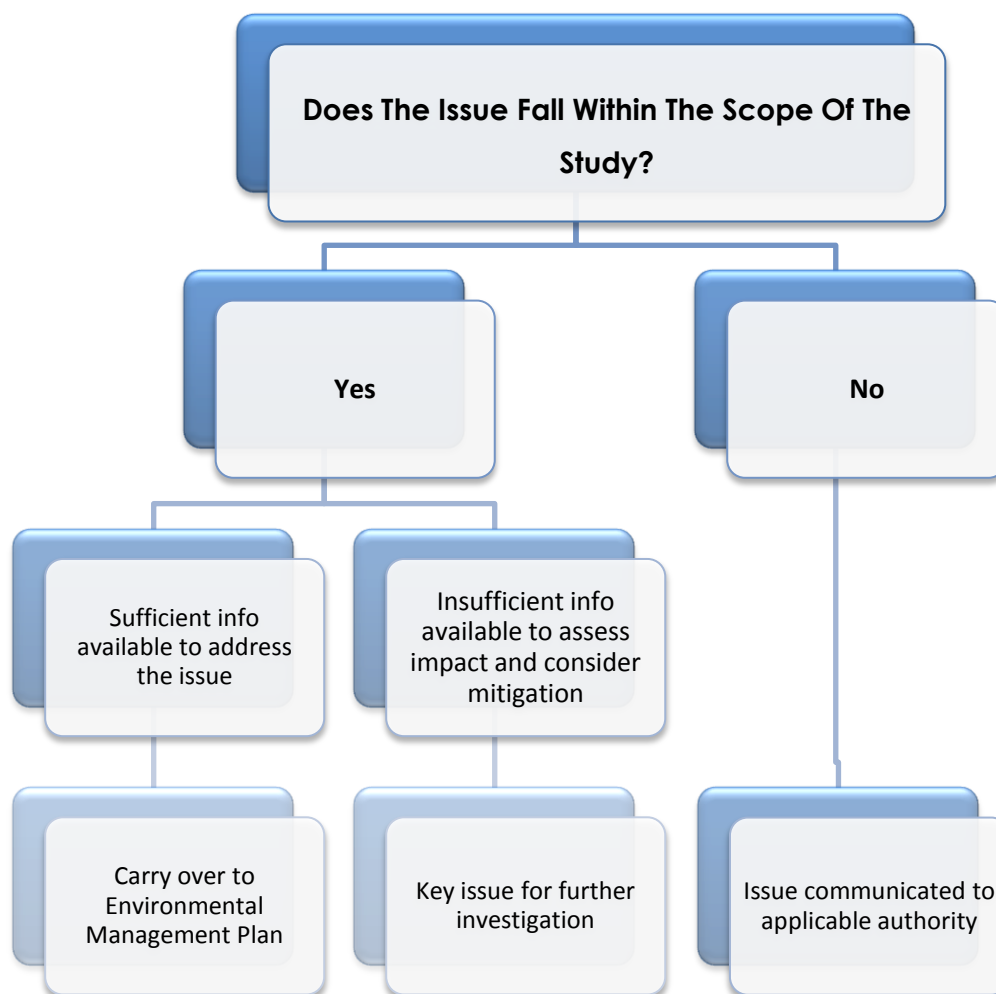 Does The Issue Fall Within The Scope Of The
Study?
Yes
No
Sufficient info
available to address
the issue
Insufficient info
available to assess
impact and consider
mitigation
Carry over to
Environmental
Management Plan
Key issue for further
investigation
Issue communicated to
applicable authority